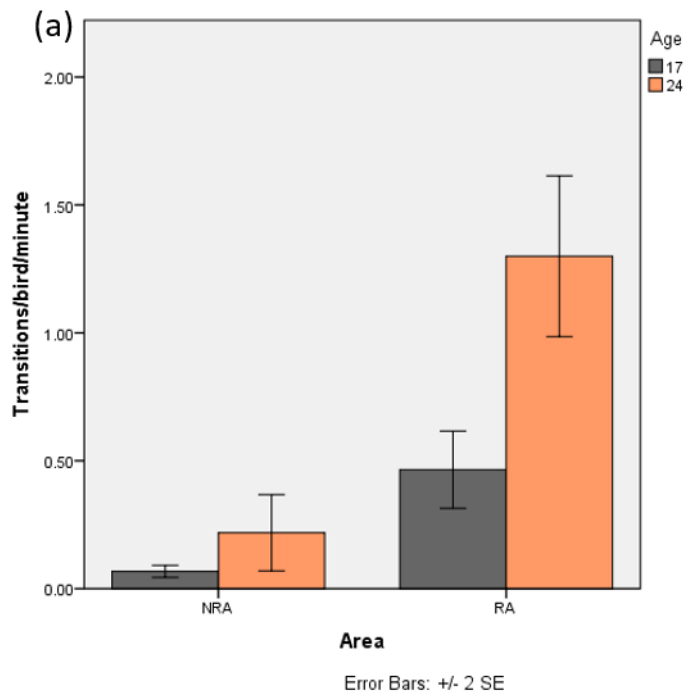 (a)
Age
17
24
2.00
1.50
1.00
0.50
0.00
Transitions/bird/minute
NRA RA
Area
Error Bars: +/- 2 SE